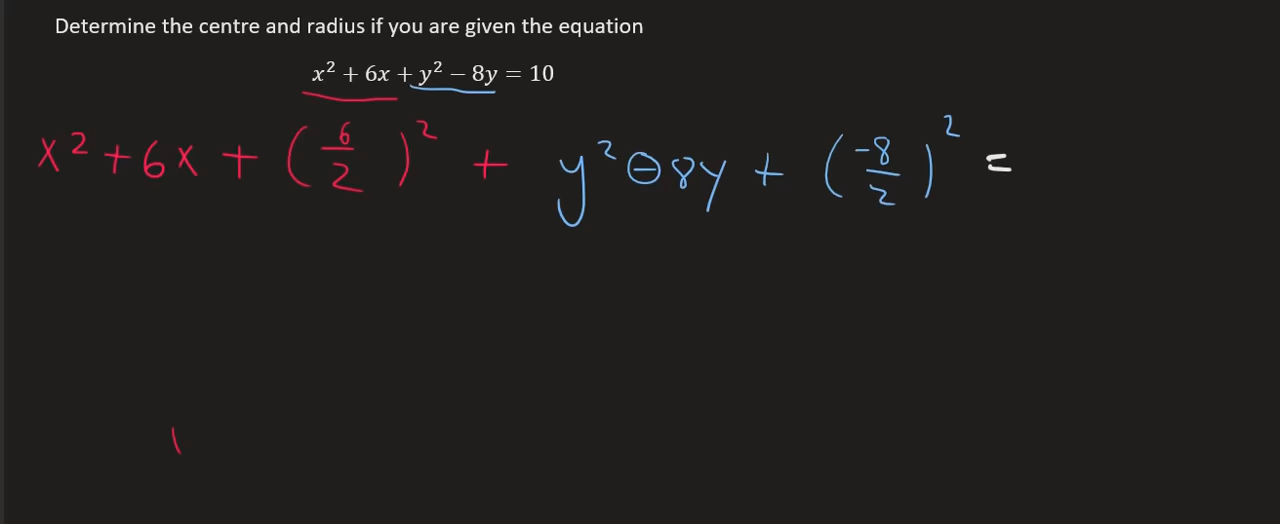 Determine the centre and radius if you are given the equation
x² + 6x + y² − 8y = 10
x² + 6x + (6/2)² + y² − 8y + (-8/2)² =